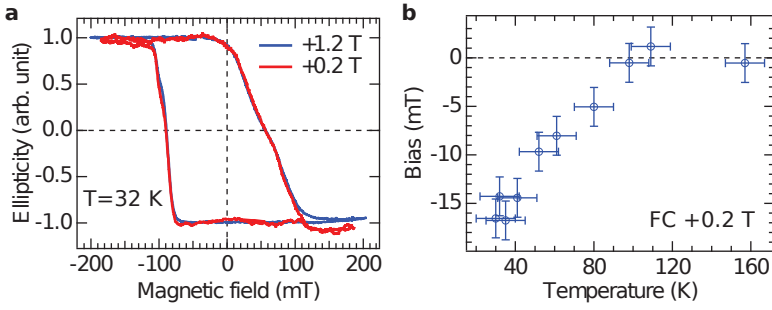 a
Ellipticity (arb. unit)
1.0
0.5
0.0
-0.5
-1.0
+1.2 T
+0.2 T
T=32 K
-200 -100 0 100 200
Magnetic field (mT)
b
Bias (mT)
0
-5
-10
-15
FC +0.2 T
40 80 120 160
Temperature (K)